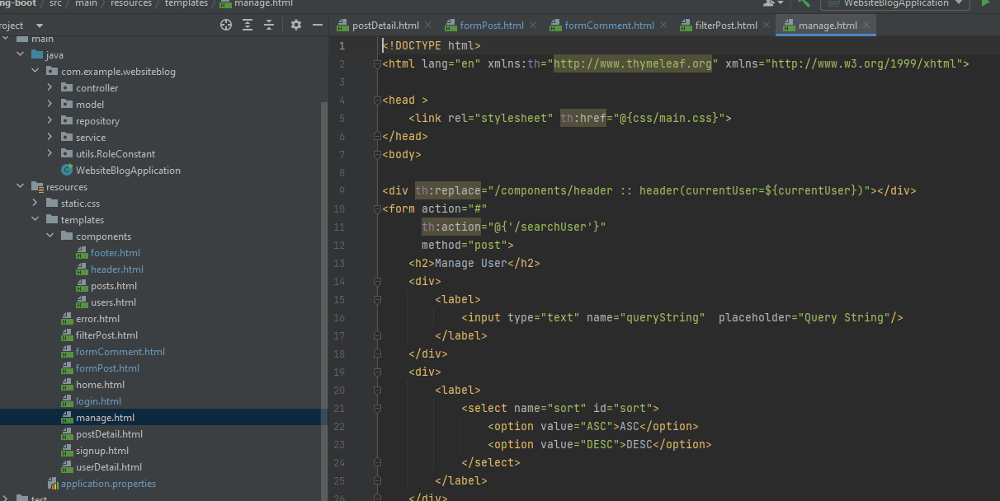 ng-boot / src / main / resources / templates / manage.html
WebsiteBlogApplication
roject
postDetail.html × formPost.html × formComment.html × filterPost.html × manage.html ×
main
java
com.example.websiteblog
controller
model
repository
service
utils.RoleConstant
WebsiteBlogApplication
resources
static.css
templates
components
footer.html
header.html
posts.html
users.html
error.html
filterPost.html
formComment.html
formPost.html
home.html
login.html
manage.html
postDetail.html
signup.html
userDetail.html
application.properties
test
1 <!DOCTYPE html>
2 <html lang="en" xmlns:th="http://www.thymeleaf.org" xmlns="http://www.w3.org/1999/xhtml">
3
4 <head >
5 <link rel="stylesheet" th:href="@{css/main.css}">
6 </head>
7 <body>
8
9 <div th:replace="/components/header :: header(currentUser=${currentUser})"></div>
10 <form action="#"
11 th:action="@{'/searchUser'}"
12 method="post">
13 <h2>Manage User</h2>
14 <div>
15 <label>
16 <input type="text" name="queryString"  placeholder="Query String"/>
17 </label>
18 </div>
19 <div>
20 <label>
21 <select name="sort" id="sort">
22 <option value="ASC">ASC</option>
23 <option value="DESC">DESC</option>
24 </select>
25 </label>
26 </div>